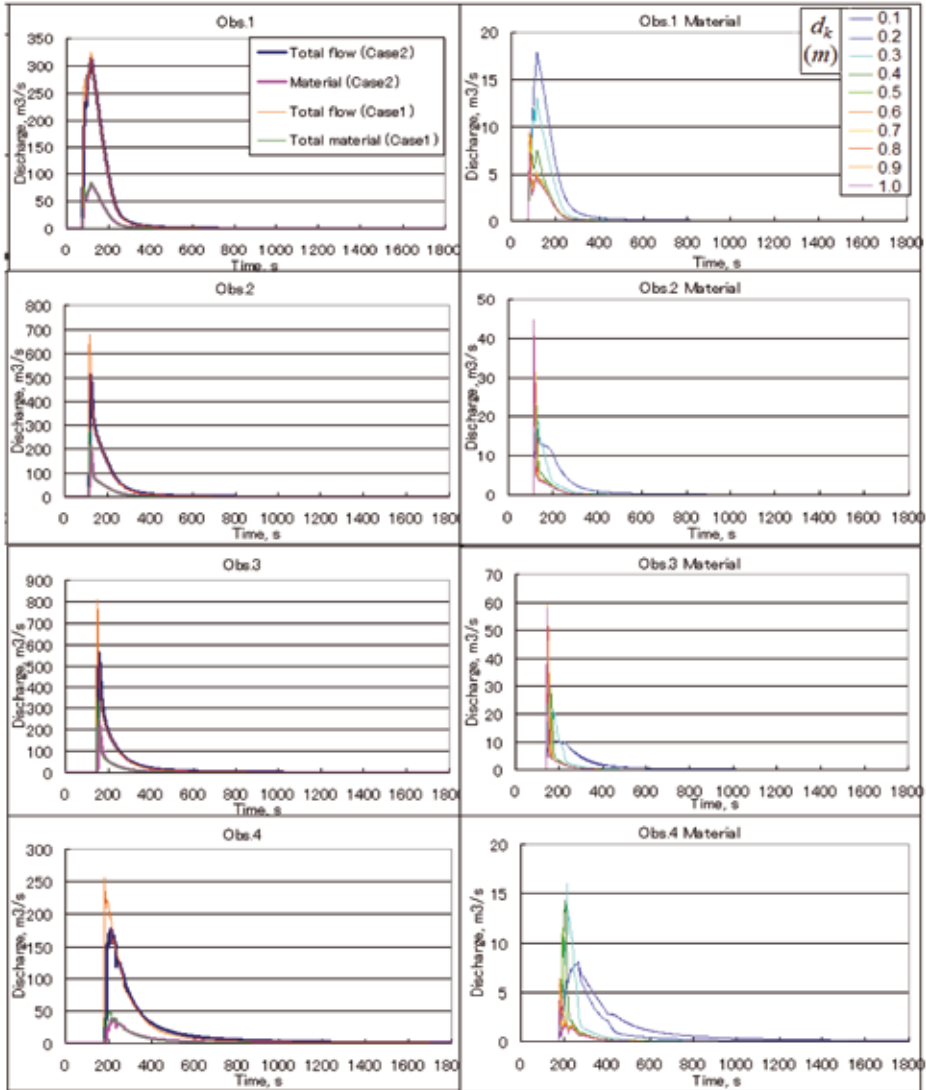 Obs.1
Discharge, m3/s
350
300
250
200
150
100
50
0
Total flow (Case2)
Material (Case2)
Total flow (Case1)
Total material (Case1)
0 200 400 600 800 1000 1200 1400 1600 1800
Time, s
Obs.1 Material
Discharge, m3/s
20
15
10
5
0
d_k
(m)
0.1
0.2
0.3
0.4
0.5
0.6
0.7
0.8
0.9
1.0
0 200 400 600 800 1000 1200 1400 1600 1800
Time, s
Obs.2
Discharge, m3/s
800
700
600
500
400
300
200
100
0
0 200 400 600 800 1000 1200 1400 1600 1800
Time, s
Obs.2 Material
Discharge, m3/s
50
40
30
20
10
0
0 200 400 600 800 1000 1200 1400 1600 1800
Time, s
Obs.3
Discharge, m3/s
900
800
700
600
500
400
300
200
100
0
0 200 400 600 800 1000 1200 1400 1600 1800
Time, s
Obs.3 Material
Discharge, m3/s
70
60
50
40
30
20
10
0
0 200 400 600 800 1000 1200 1400 1600 1800
Time, s
Obs.4
Discharge, m3/s
300
250
200
150
100
50
0
0 200 400 600 800 1000 1200 1400 1600 1800
Time, s
Obs.4 Material
Discharge, m3/s
20
15
10
5
0
0 200 400 600 800 1000 1200 1400 1600 1800
Time, s